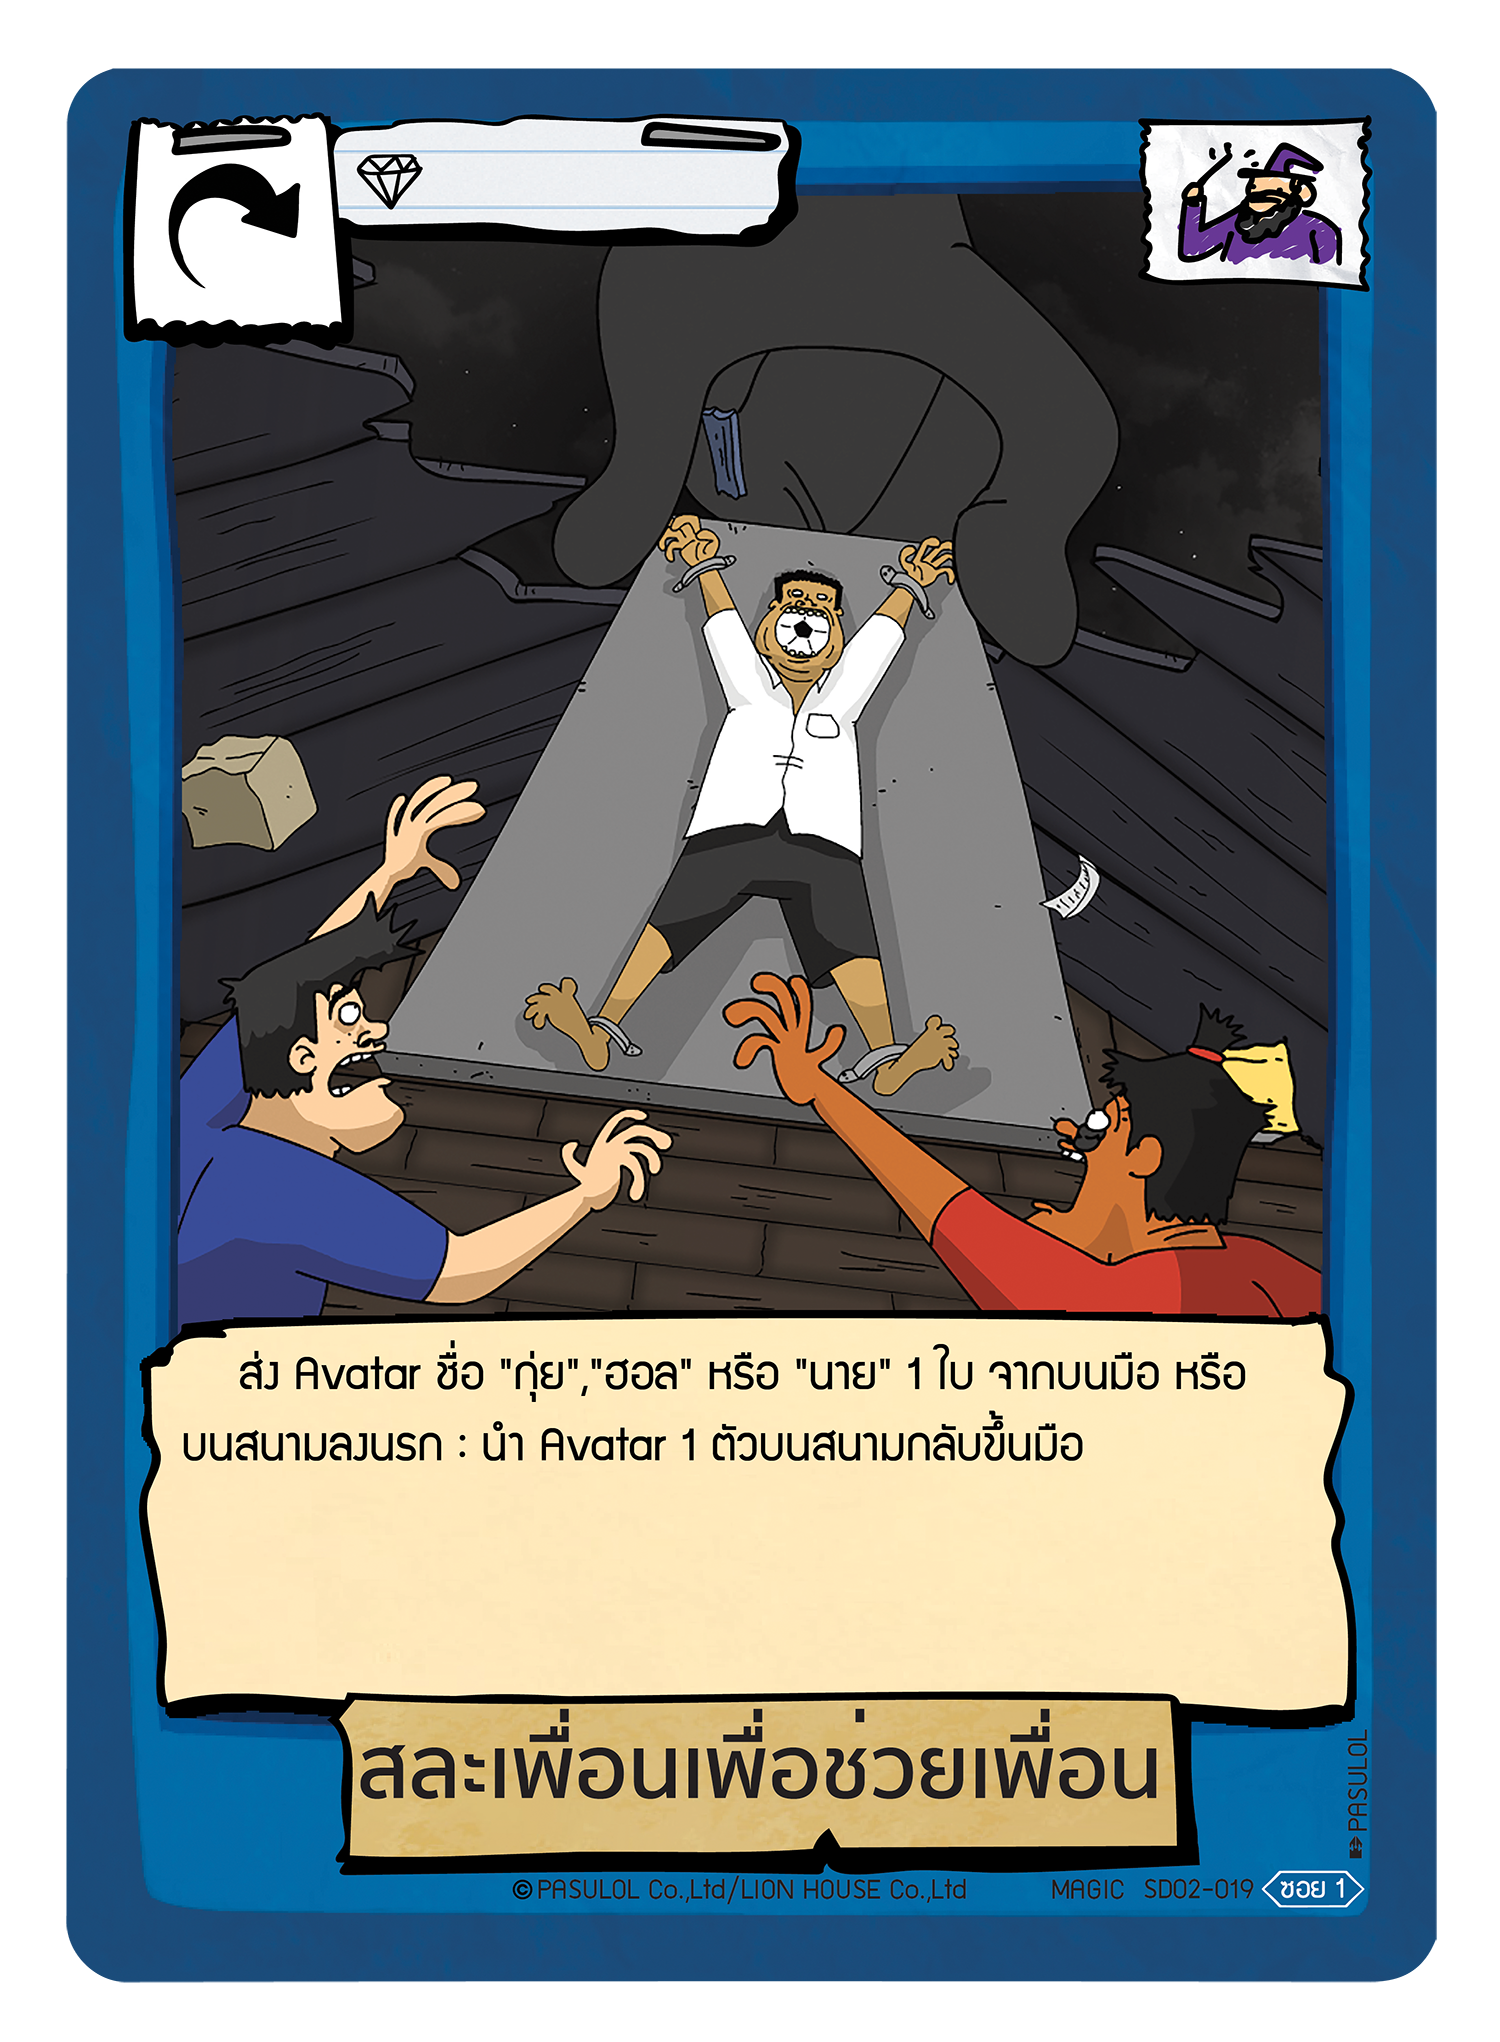 ส่ง Avatar ชื่อ "กุ่ย","ฮอล" หรือ "นาย" 1 ใบ จากบนมือ หรือ
บนสนามลงนรก : นำ Avatar 1 ตัวบนสนามกลับขึ้นมือ
สละเพื่อนเพื่อช่วยเพื่อน
PASULOL
© PASULOL Co.,Ltd/LION HOUSE Co.,Ltd MAGIC SD02-019 ซอย 1